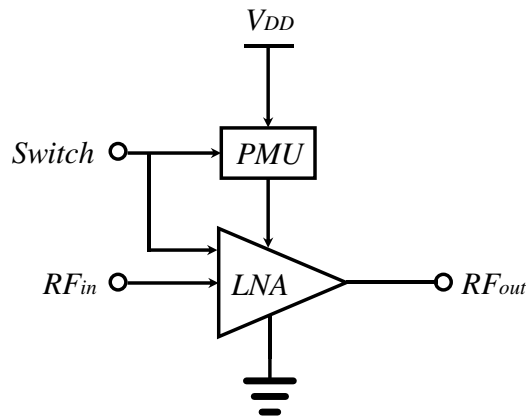 VDD
Switch
PMU
RFin
LNA
RFout